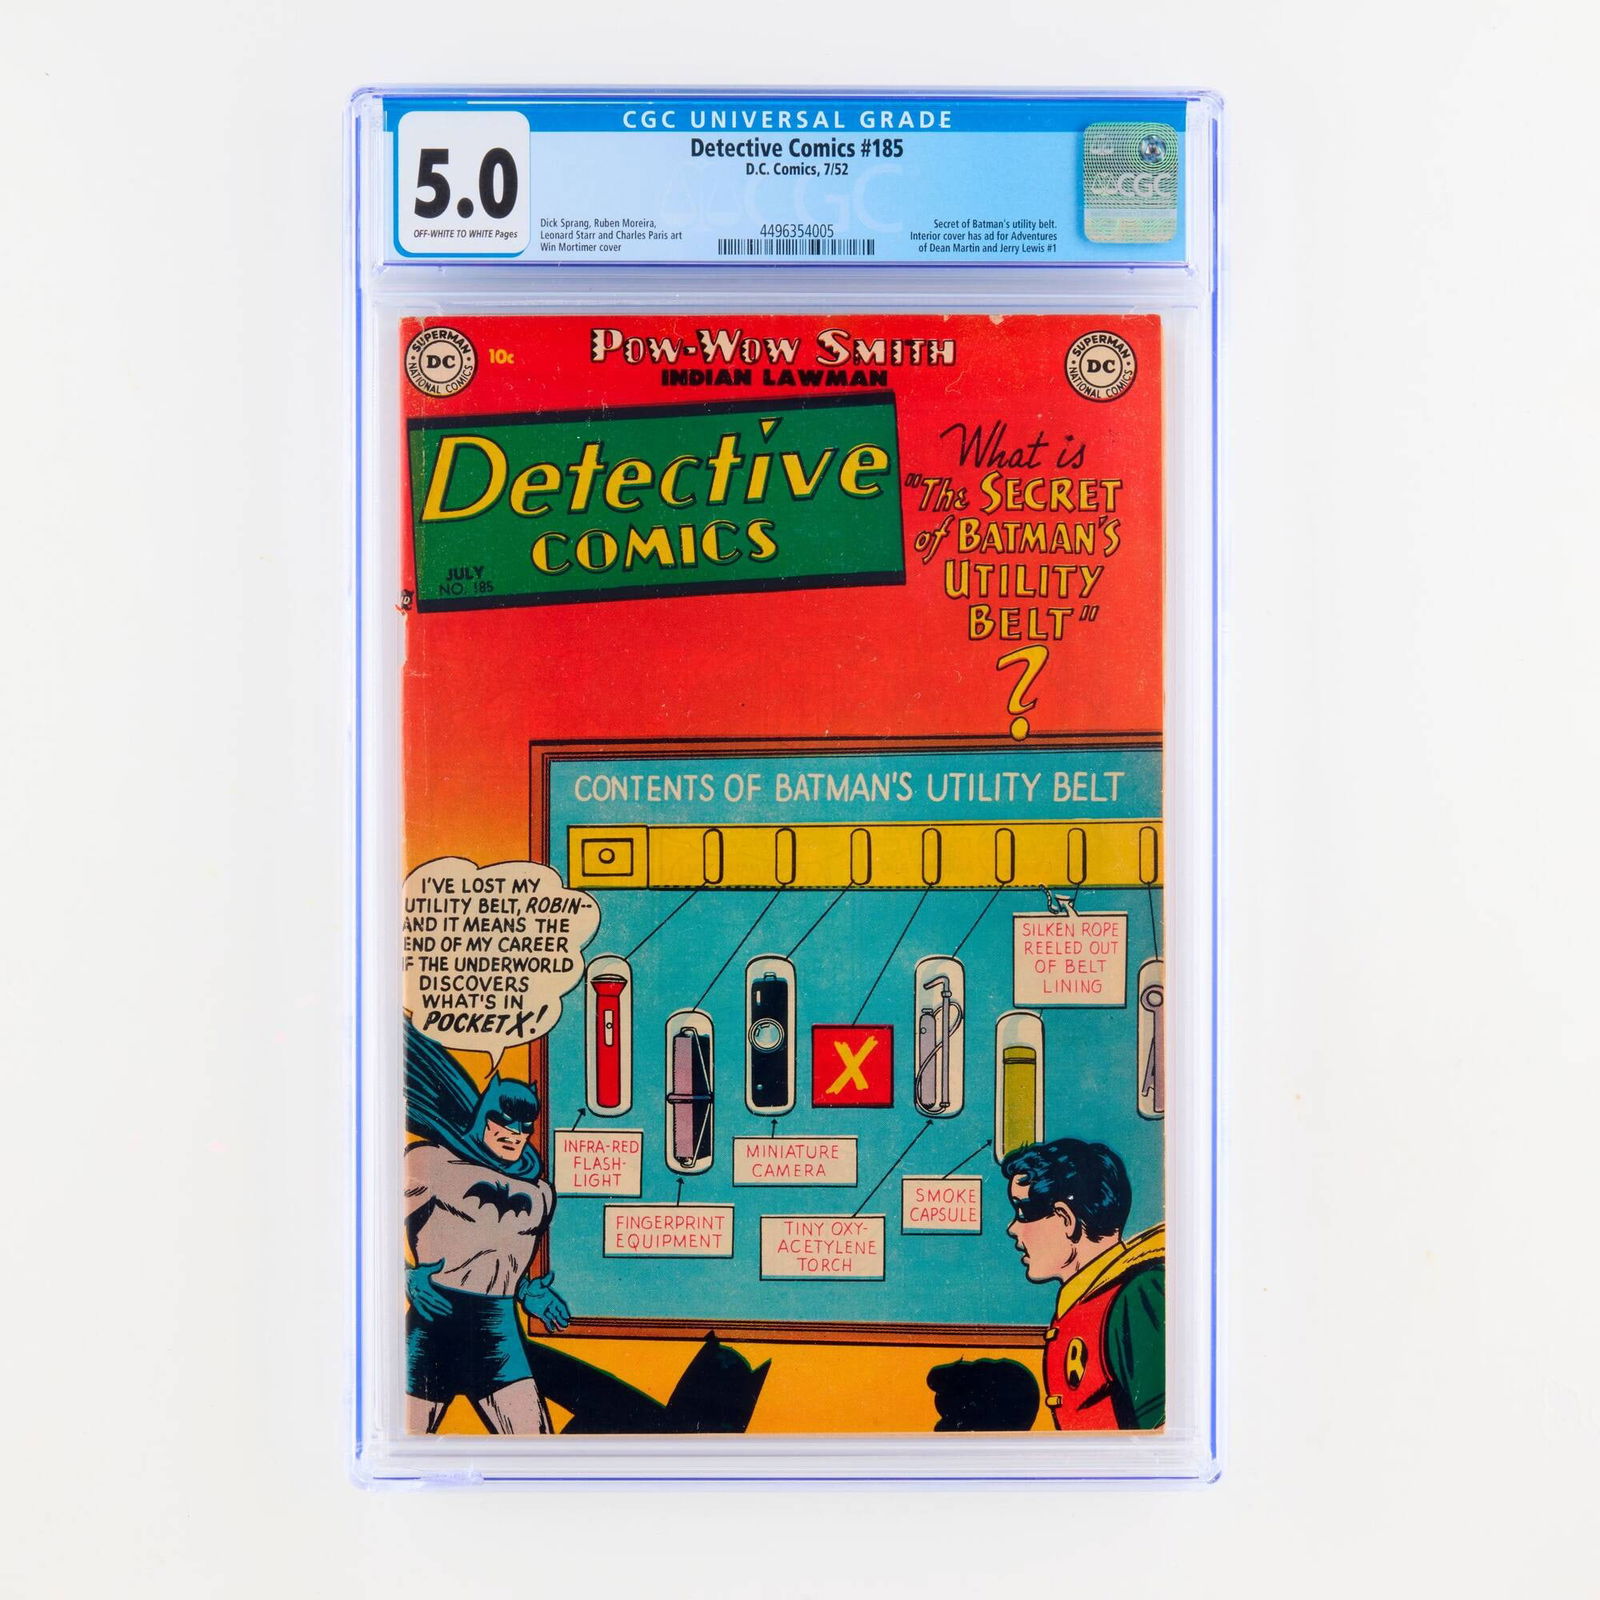 CGC UNIVERSAL GRADE
5.0
OFF-WHITE TO WHITE Pages
Detective Comics #185
D.C. Comics, 7/52
Dick Sprang, Ruben Moreira,
Leonard Starr and Charles Paris art
Win Mortimer cover
4496354005
Secret of Batman's utility belt.
Interior cover has ad for Adventures
of Dean Martin and Jerry Lewis #1
CGC
CGC
SUPERMAN
DC
NATIONAL COMICS
10c
POW-WOW SMITH
INDIAN LAWMAN
SUPERMAN
DC
NATIONAL COMICS
Detective
COMICS
JULY
NO. 185
What is
"The SECRET
of BATMAN'S
UTILITY
BELT"
?
CONTENTS OF BATMAN'S UTILITY BELT
I'VE LOST MY
UTILITY BELT, ROBIN--
AND IT MEANS THE
END OF MY CAREER
IF THE UNDERWORLD
DISCOVERS
WHAT'S IN
POCKET X!
SILKEN ROPE
REELED OUT
OF BELT
LINING
X
INFRA-RED
FLASH-
LIGHT
FINGERPRINT
EQUIPMENT
MINIATURE
CAMERA
TINY OXY-
ACETYLENE
TORCH
SMOKE
CAPSULE
R